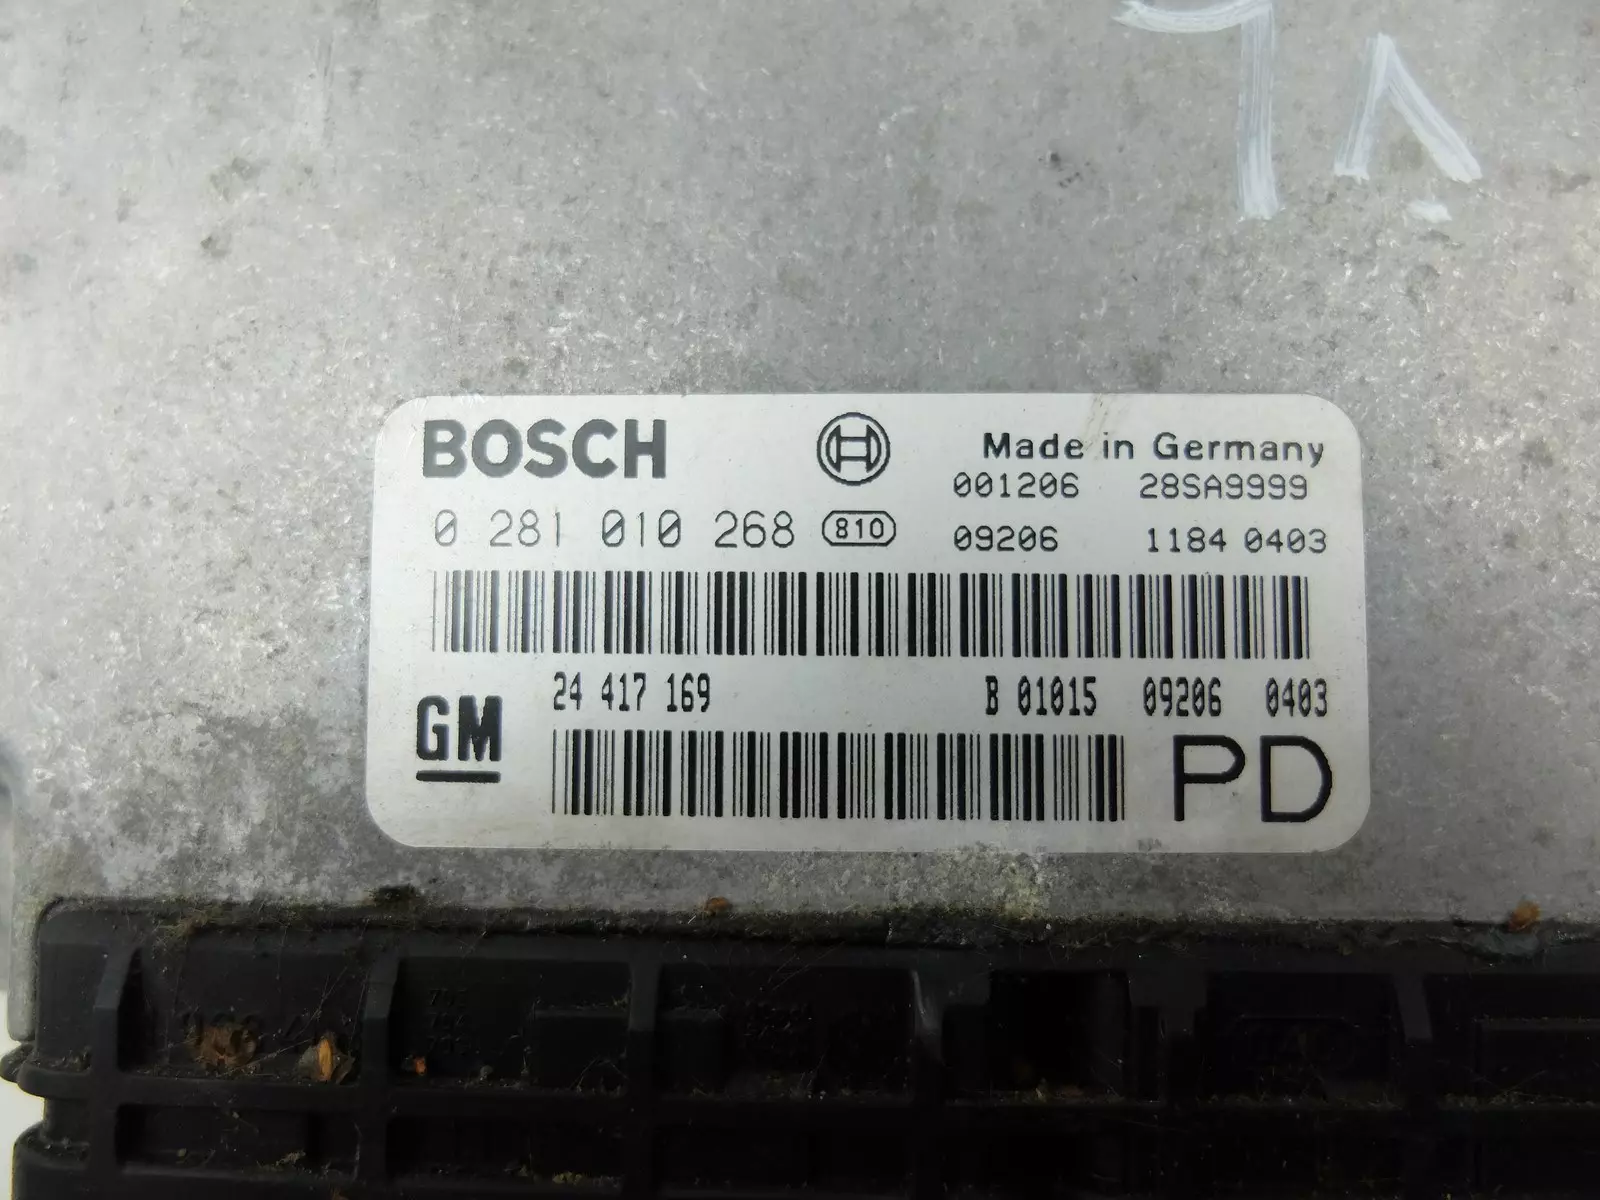 BOSCH
Made in Germany
001206 28SA9999
0 281 010 268 810
09206 1184 0403
24 417 169 B 01015 09206 0403
GM
PD